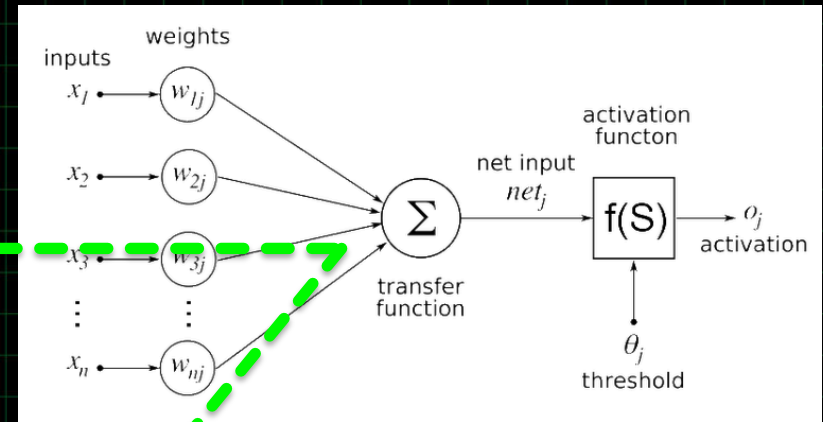 weights
inputs
x1
w1j
x2
w2j
x3
w3j
⋮ ⋮
xn
wnj
Σ
transfer
function
net input
netj
activation
functon
f(S)
oj
activation
θj
threshold